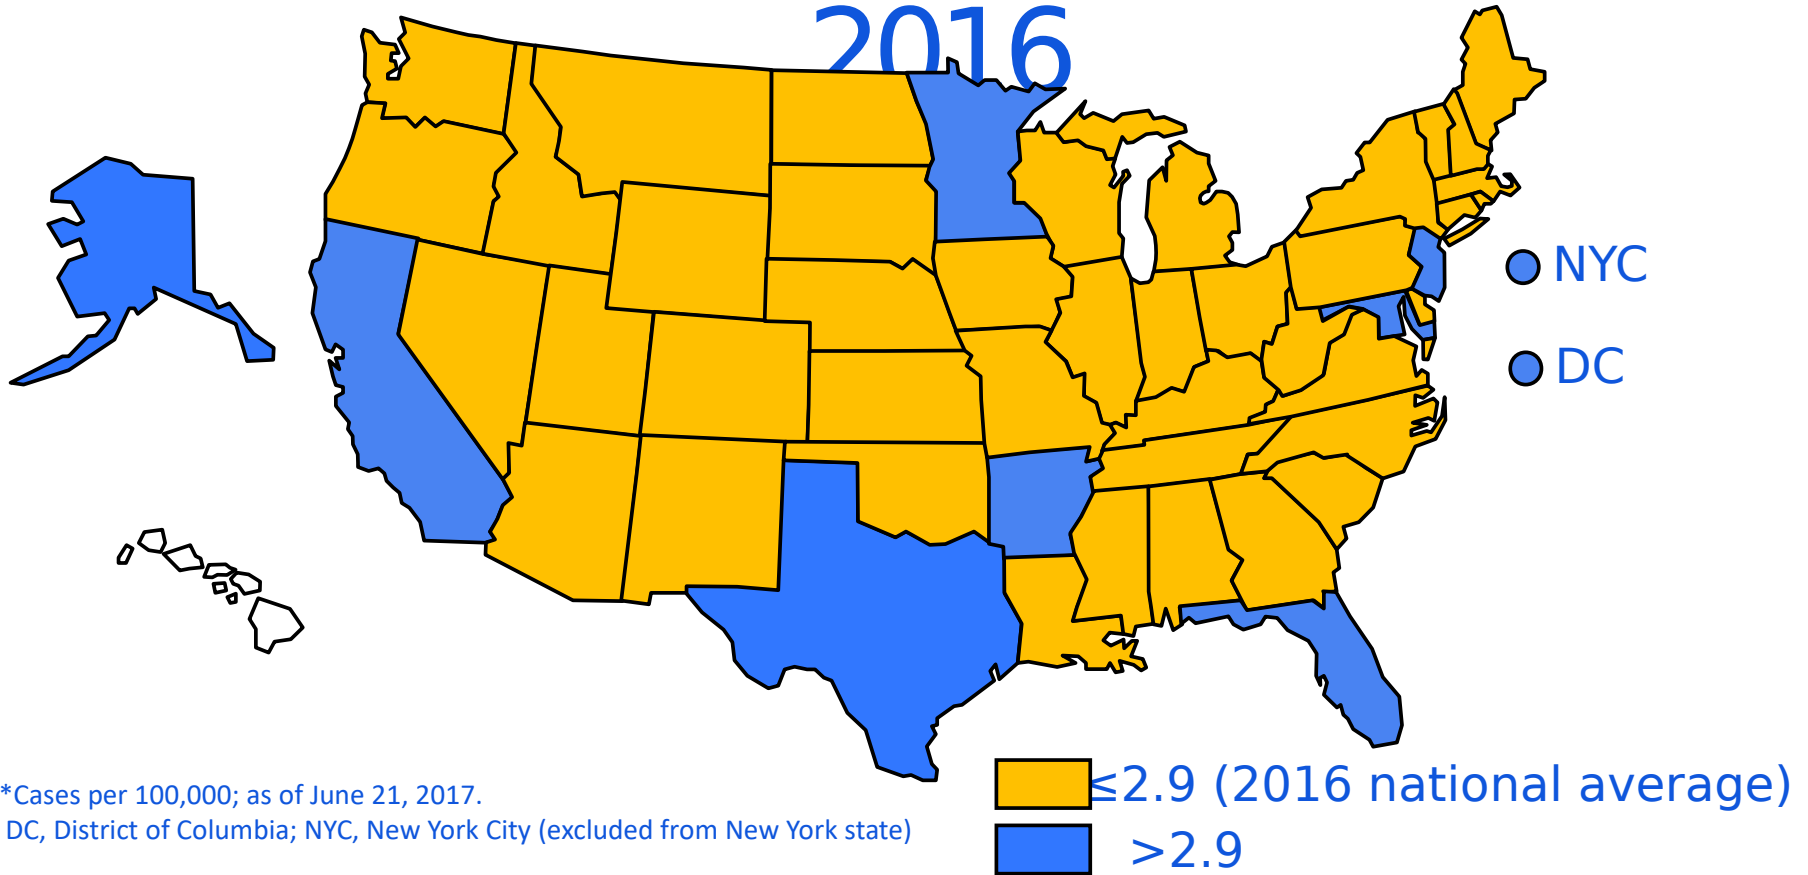 2016
NYC
DC
≤2.9 (2016 national average)
>2.9
*Cases per 100,000; as of June 21, 2017.
DC, District of Columbia; NYC, New York City (excluded from New York state)